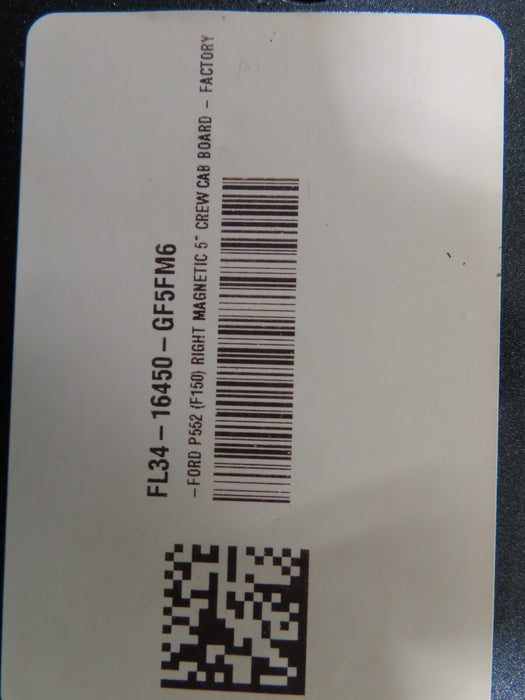 FL34-16450-GF5FM6
-FORD P552 (F150) RIGHT MAGNETIC 5" CREW CAB BOARD - FACTORY